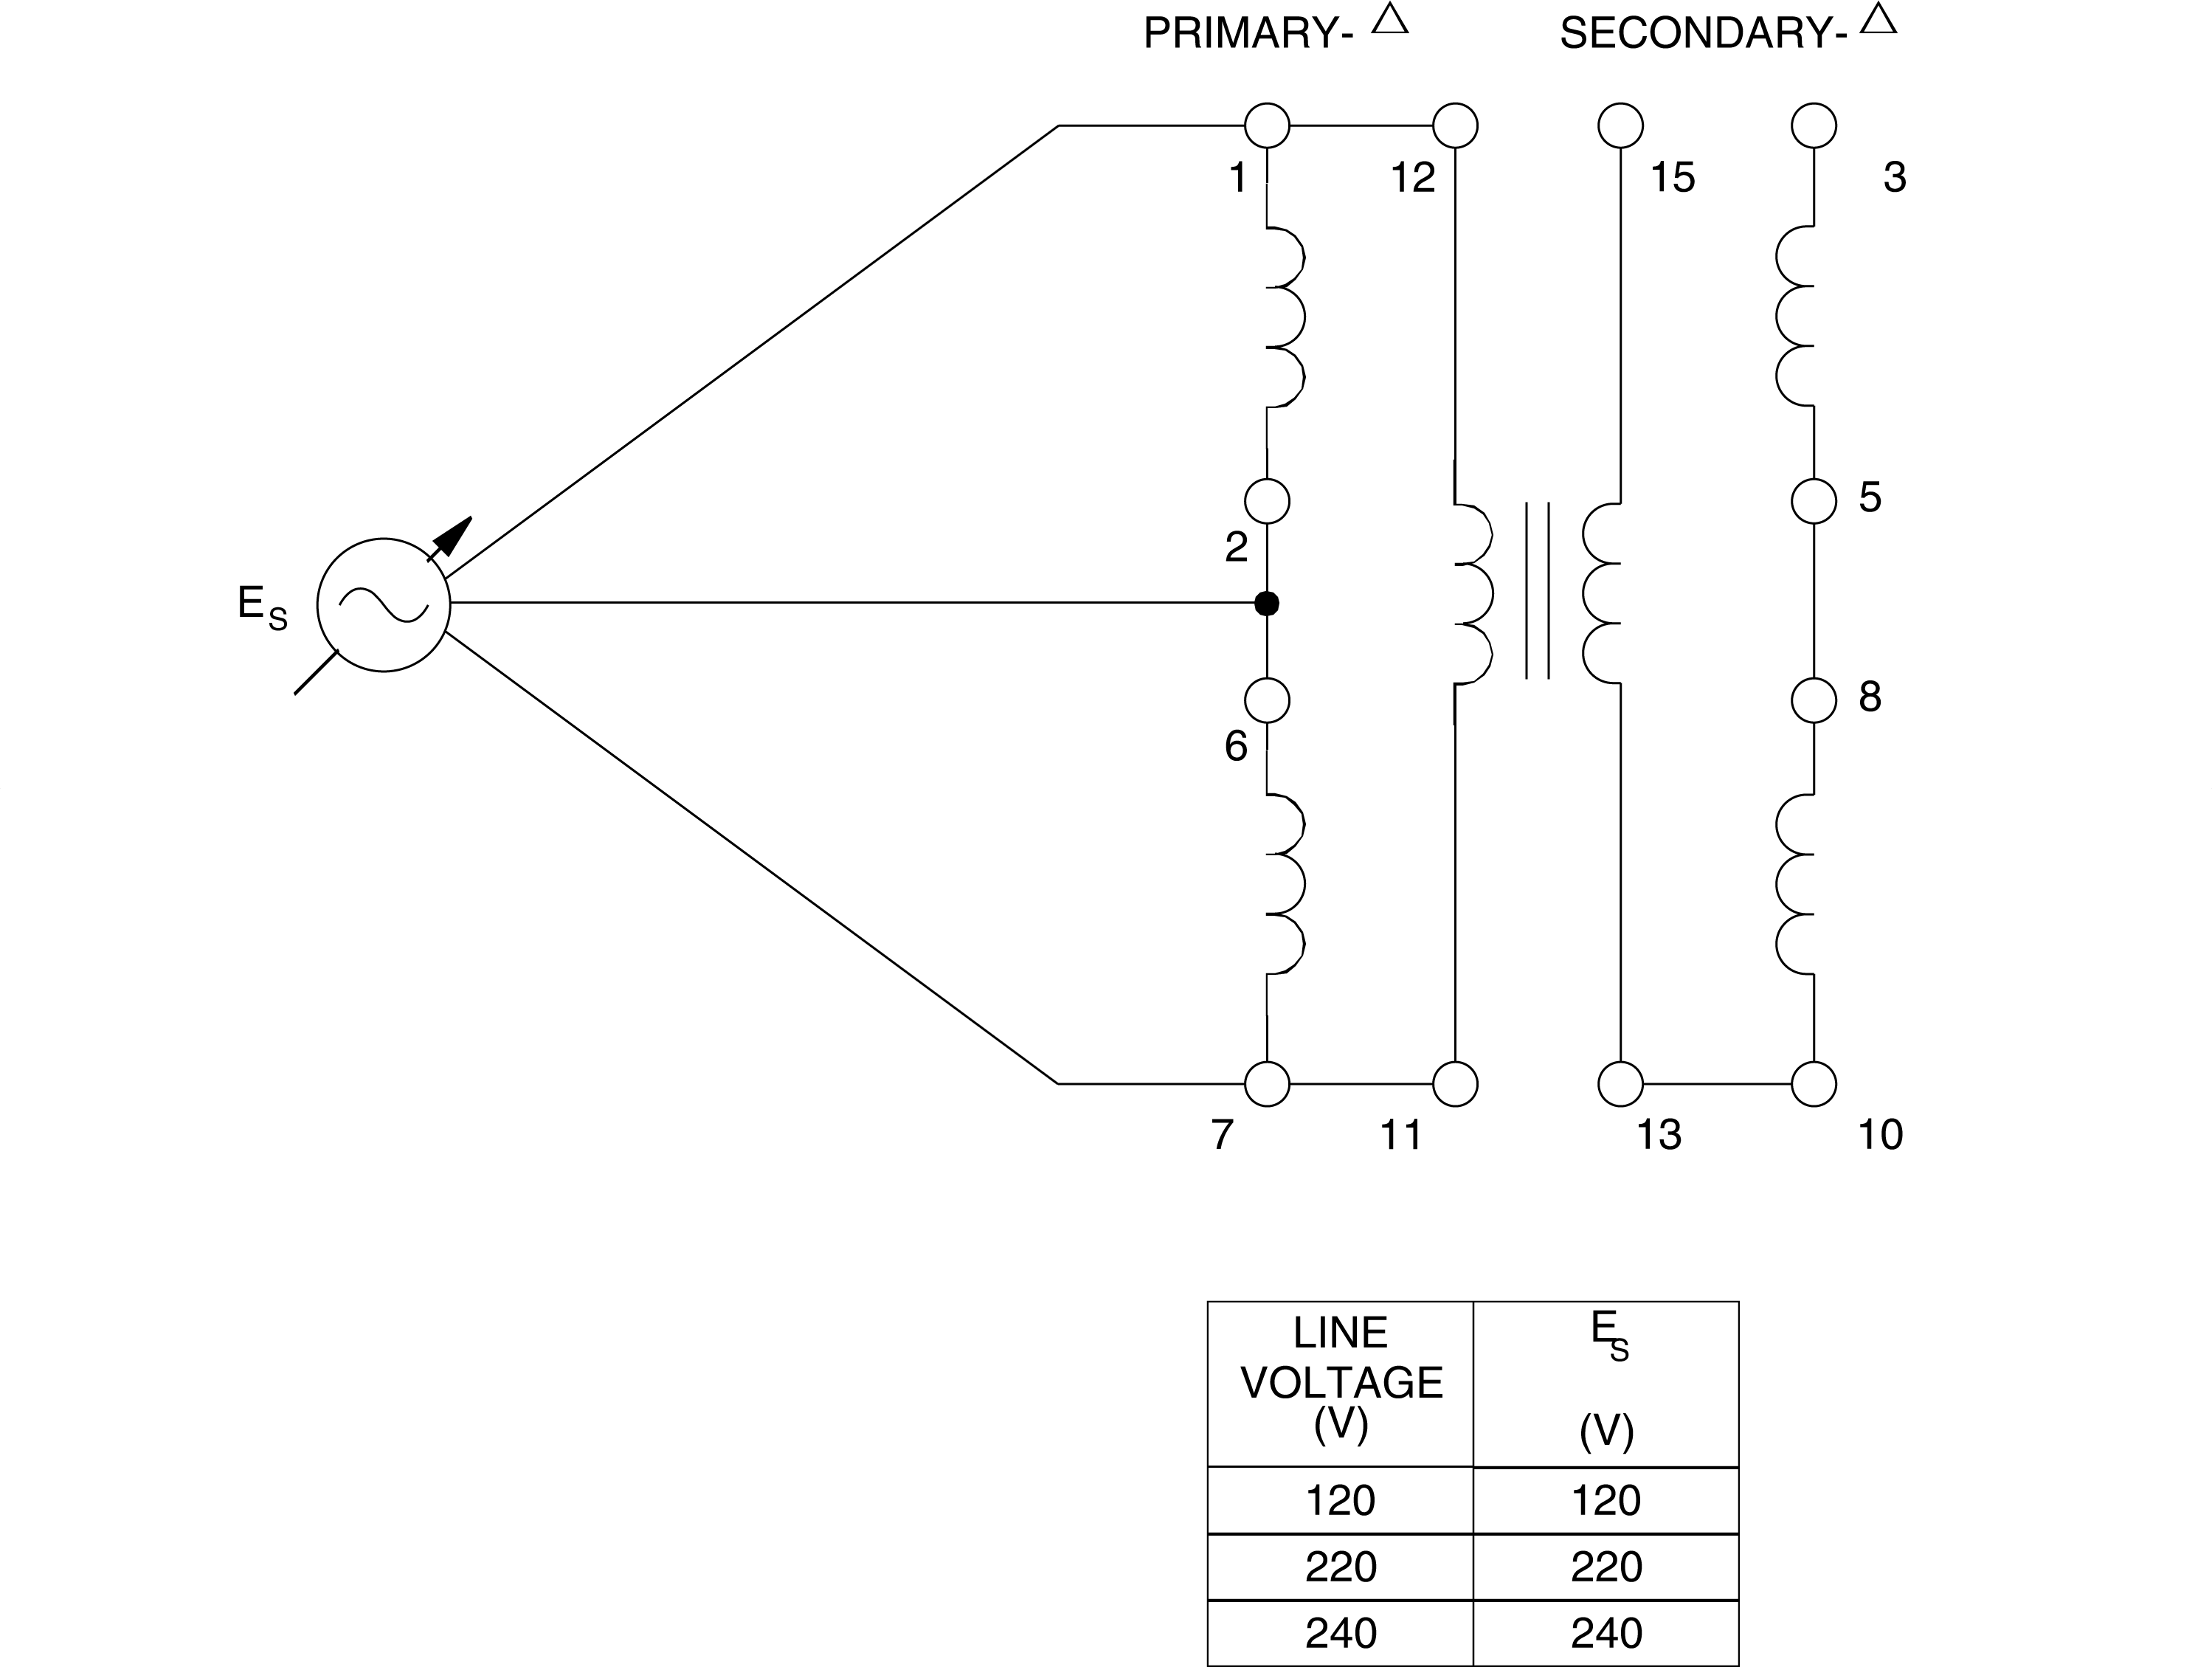 PRIMARY- △ SECONDARY- △
1 12 15 3
2 5
E S
6 8
7 11 13 10
LINE VOLTAGE (V) E S (V)
120 120
220 220
240 240